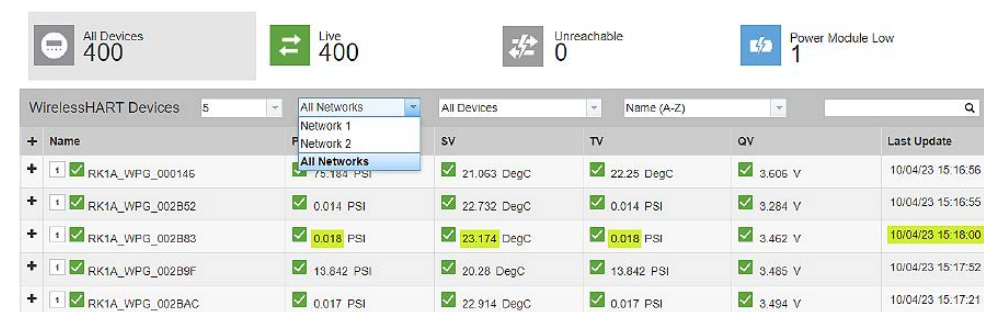 All Devices
400
Live
400
Unreachable
0
Power Module Low
1
WirelessHART Devices 5 All Networks All Devices Name (A-Z)
Network 1
Network 2
All Networks
+ Name P SV TV QV Last Update
+ 1 RK1A_WPG_000146 75.184 PSI 21.063 DegC 22.25 DegC 3.606 V 10/04/23 15:16:56
+ 1 RK1A_WPG_002B52 0.014 PSI 22.732 DegC 0.014 PSI 3.284 V 10/04/23 15:16:55
+ 1 RK1A_WPG_002B83 0.018 PSI 23.174 DegC 0.018 PSI 3.462 V 10/04/23 15:18:00
+ 1 RK1A_WPG_002B9F 13.842 PSI 20.28 DegC 13.842 PSI 3.485 V 10/04/23 15:17:52
+ 1 RK1A_WPG_002BAC 0.017 PSI 22.914 DegC 0.017 PSI 3.494 V 10/04/23 15:17:21